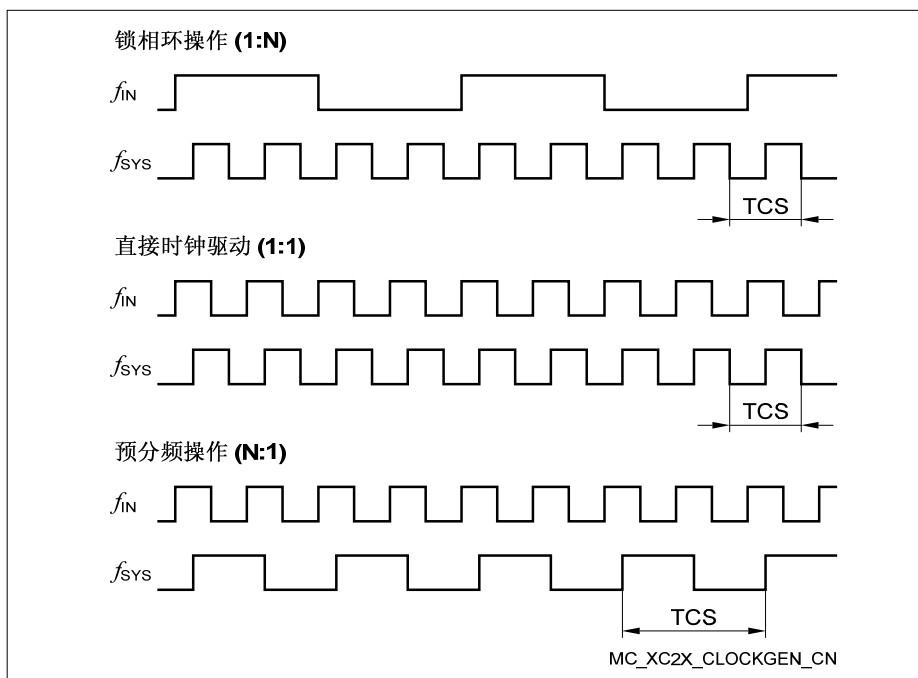 锁相环操作 (1:N)
fIN
fSYS
TCS
直接时钟驱动 (1:1)
fIN
fSYS
TCS
预分频操作 (N:1)
fIN
fSYS
TCS
MC_XC2X_CLOCKGEN_CN